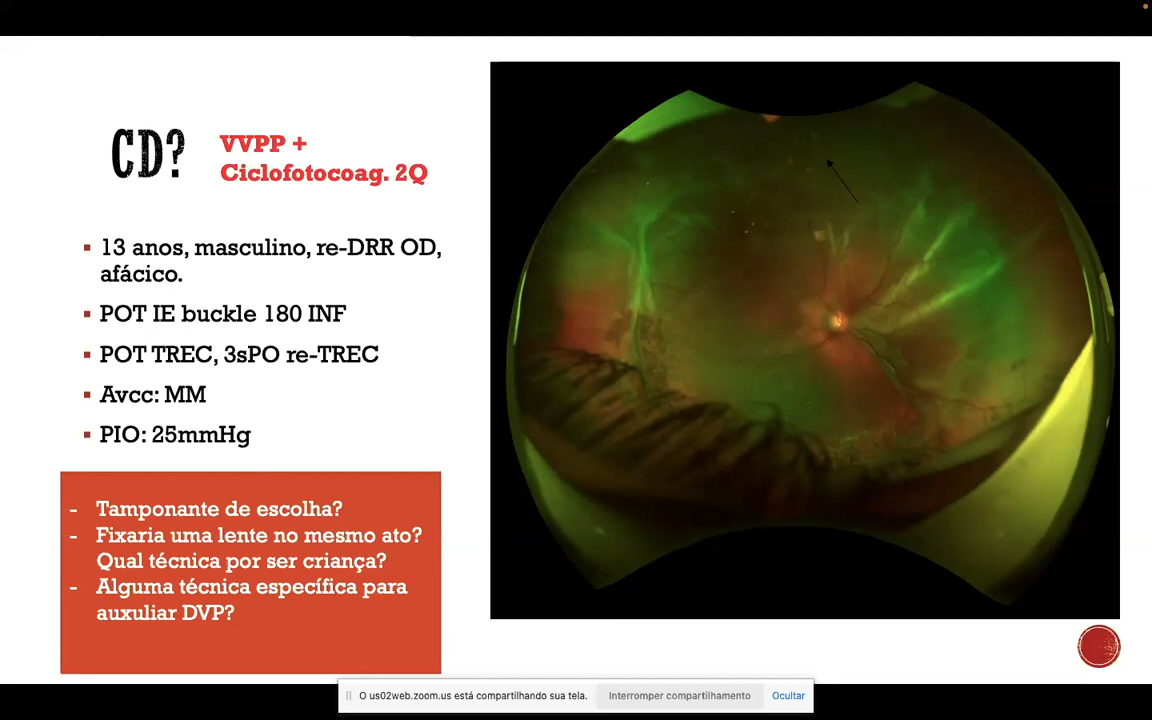 CD?
VVPP +
Ciclofotocoag. 2Q
13 anos, masculino, re-DRR OD,
afácico.
POT IE buckle 180 INF
POT TREC, 3sPO re-TREC
Avcc: MM
PIO: 25mmHg
- Tamponante de escolha?
- Fixaria uma lente no mesmo ato?
Qual técnica por ser criança?
- Alguma técnica específica para
auxuliar DVP?
O us02web.zoom.us está compartilhando sua tela.
Interromper compartilhamento
Ocultar